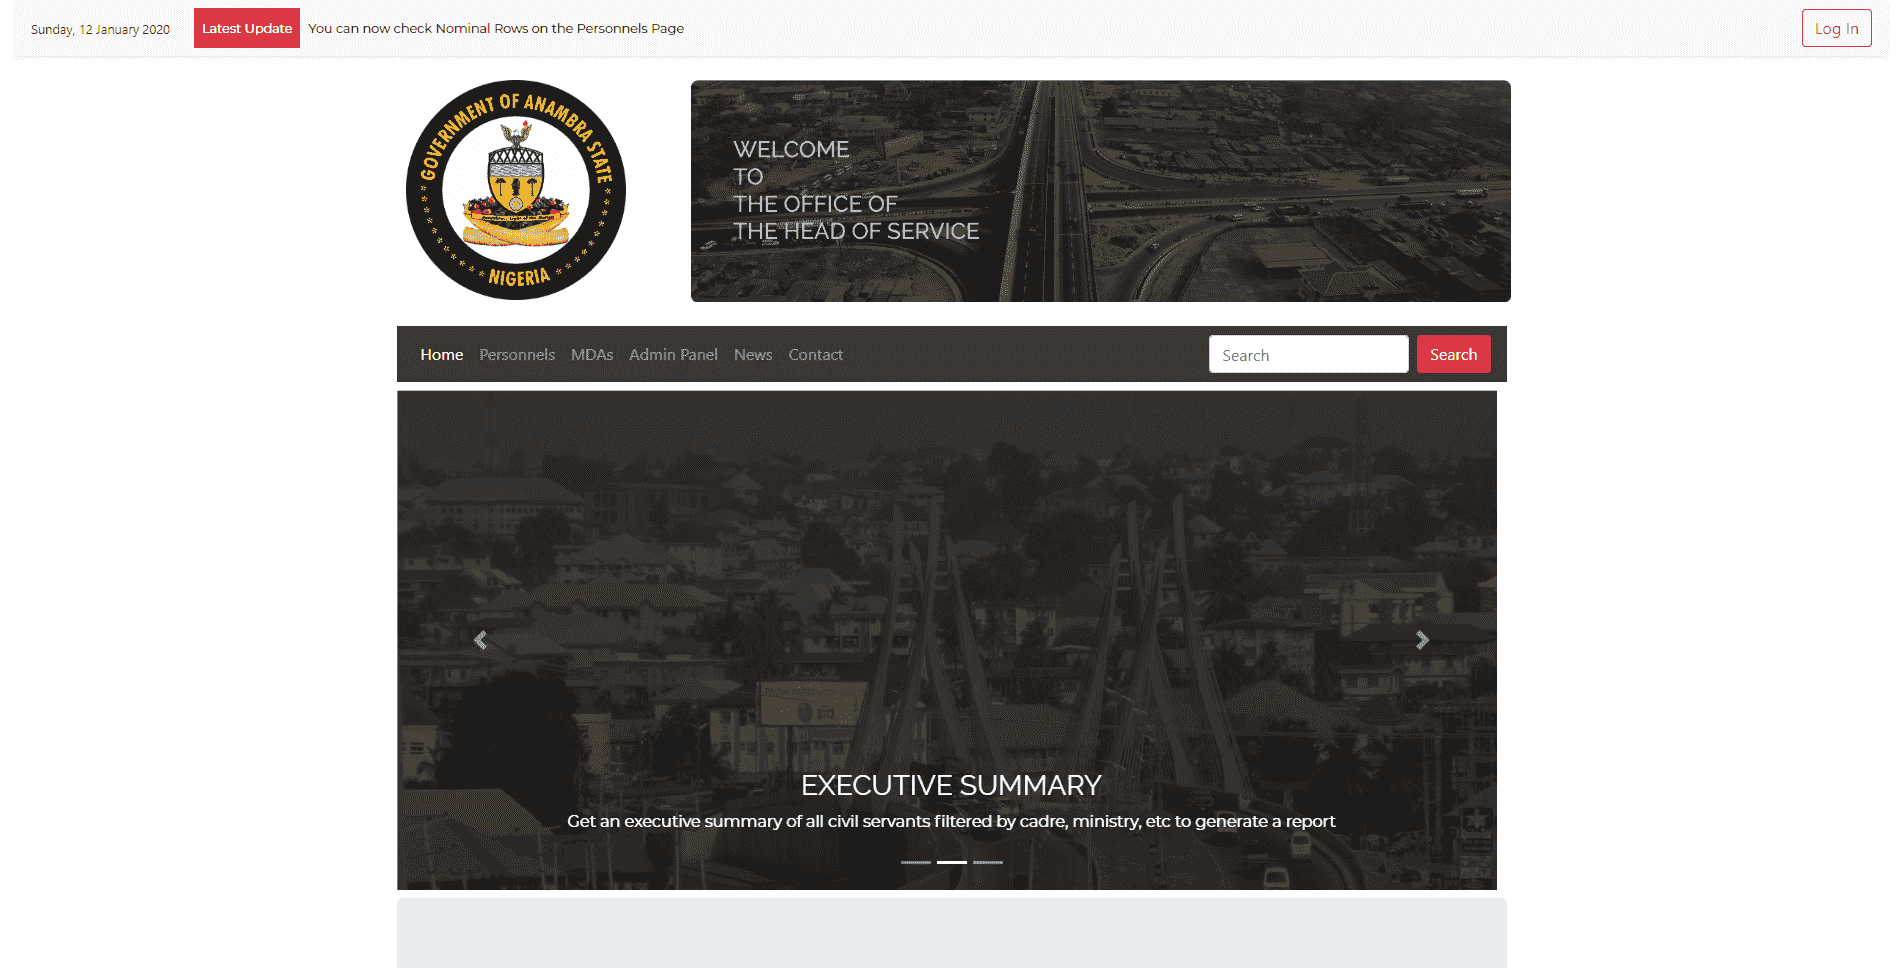 Sunday, 12 January 2020
Latest Update
You can now check Nominal Rows on the Personnels Page
Log In
GOVERNMENT OF ANAMBRA STATE
NIGERIA
WELCOME
TO
THE OFFICE OF
THE HEAD OF SERVICE
Home
Personnels
MDAs
Admin Panel
News
Contact
Search
Search
EXECUTIVE SUMMARY
Get an executive summary of all civil servants filtered by cadre, ministry, etc to generate a report